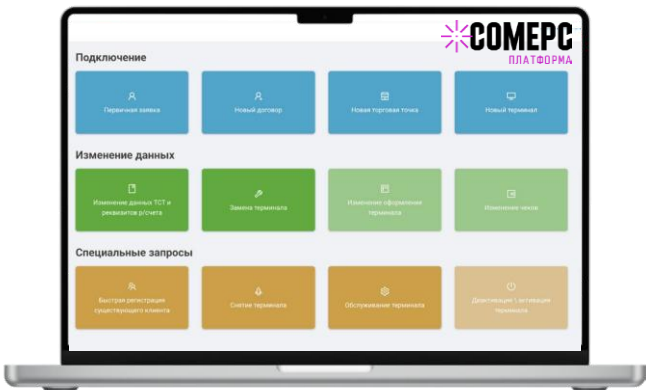 СОМЕРС
ПЛАТФОРМА
Подключение
Первичная заявка
Новый договор
Новая торговая точка
Новый терминал
Изменение данных
Изменение данных ТСТ и
реквизитов р/счета
Замена терминала
Изменение оформления
терминала
Изменение чеков
Специальные запросы
Быстрая регистрация
существующего клиента
Снятие терминала
Обслуживание терминала
Деактивация \ активация
терминала